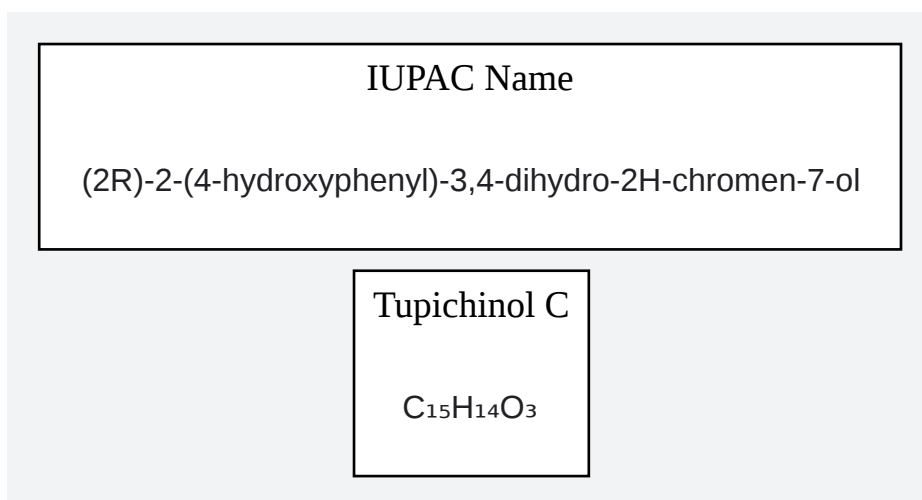 IUPAC Name
(2R)-2-(4-hydroxyphenyl)-3,4-dihydro-2H-chromen-7-ol
Tupichinol C
C₁₅H₁₄O₃